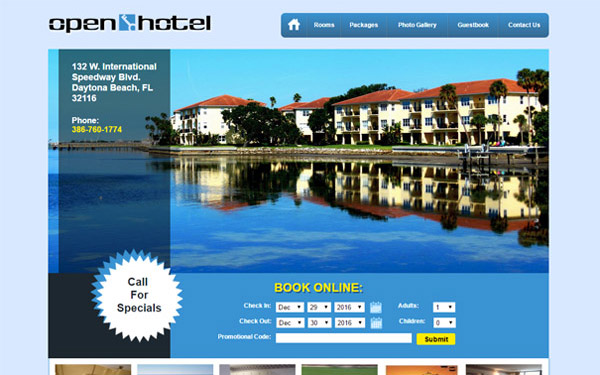 open hotel
Rooms Packages Photo Gallery Guestbook Contact Us
132 W. International
Speedway Blvd.
Daytona Beach, FL
32116
Phone:
386-760-1774
Call
For
Specials
BOOK ONLINE:
Check In: Dec 29 2016 Adults: 1
Check Out: Dec 30 2016 Children: 0
Promotional Code: Submit